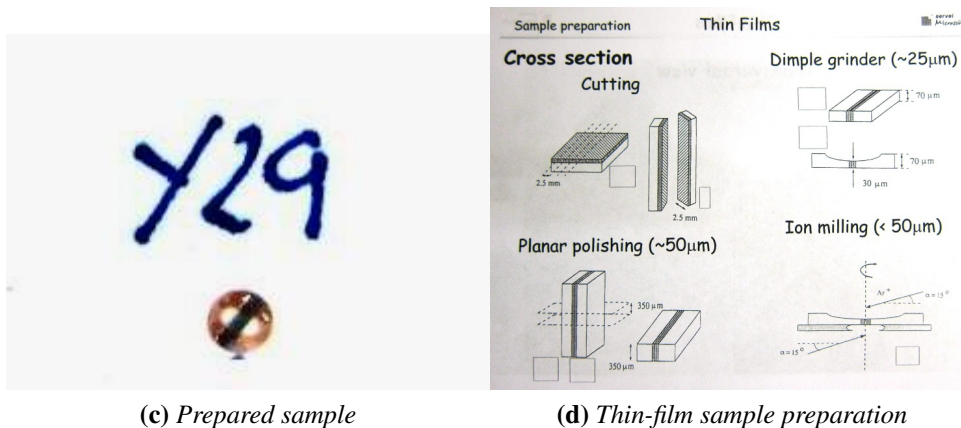 Y29
Sample preparation
Thin Films
Cross section
Cutting
2.5 mm
2.5 mm
Dimple grinder (~25μm)
70 μm
70 μm
30 μm
Planar polishing (~50μm)
350 μm
350 μm
Ion milling (< 50μm)
Ar+
α = 15°
α = 15°
(c) Prepared sample
(d) Thin-film sample preparation